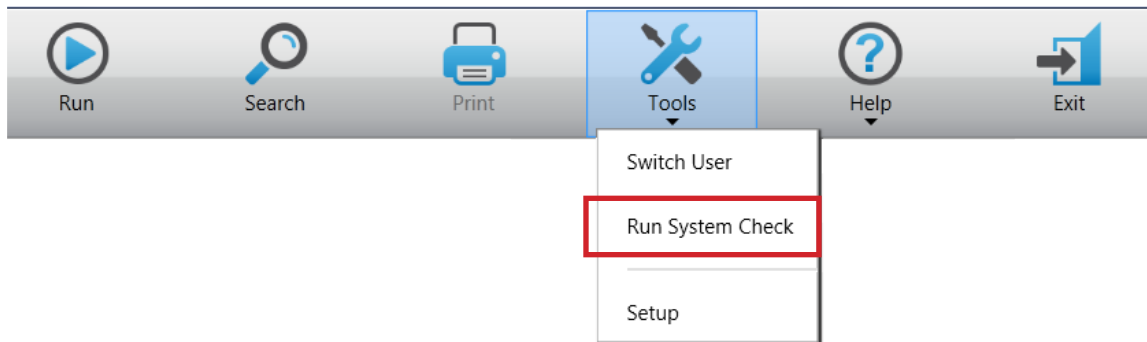 Run Search Print Tools Help Exit
Switch User
Run System Check
Setup